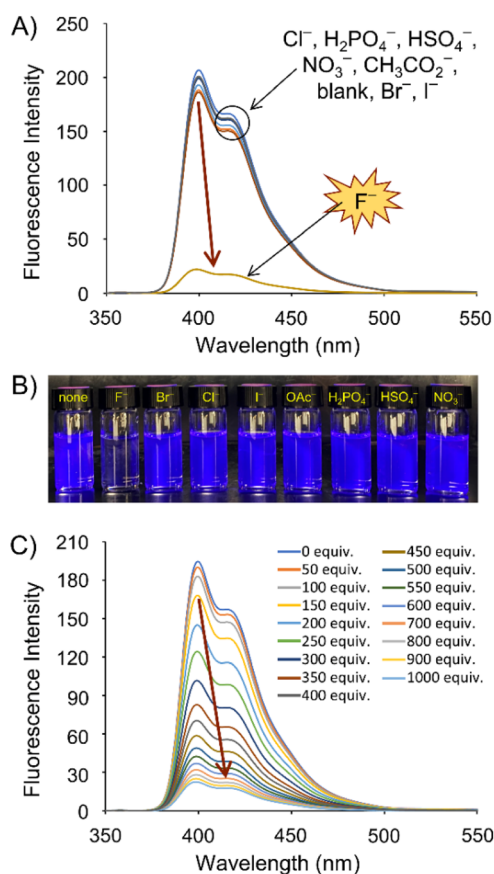 A)
Fluorescence Intensity
250
200
150
100
50
0
350 400 450 500 550
Wavelength (nm)
Cl⁻, H₂PO₄⁻, HSO₄⁻,
NO₃⁻, CH₃CO₂⁻,
blank, Br⁻, I⁻
F⁻
B)
none F⁻ Br⁻ Cl⁻ I⁻ OAc⁻ H₂PO₄⁻ HSO₄⁻ NO₃⁻
C)
Fluorescence Intensity
210
180
150
120
90
60
30
0
350 400 450 500 550
Wavelength (nm)
0 equiv. 450 equiv.
50 equiv. 500 equiv.
100 equiv. 550 equiv.
150 equiv. 600 equiv.
200 equiv. 700 equiv.
250 equiv. 800 equiv.
300 equiv. 900 equiv.
350 equiv. 1000 equiv.
400 equiv.